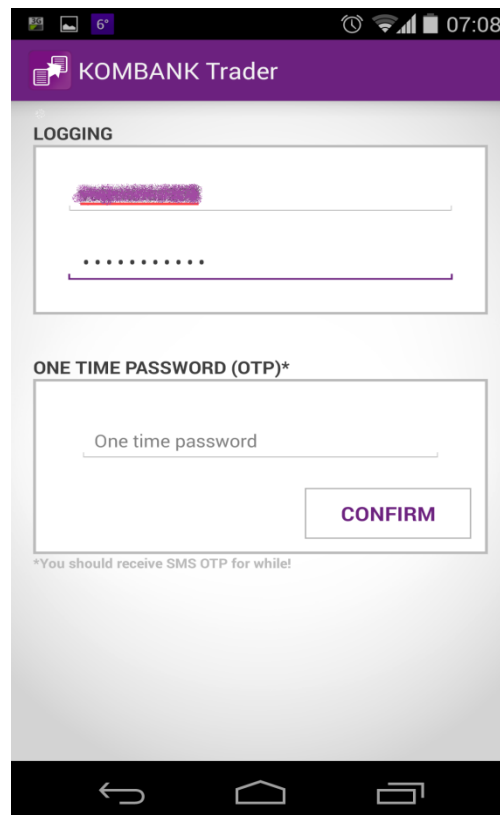 3G
6°
07:08
KOMBANK Trader
LOGGING
ONE TIME PASSWORD (OTP)*
One time password
CONFIRM
*You should receive SMS OTP for while!